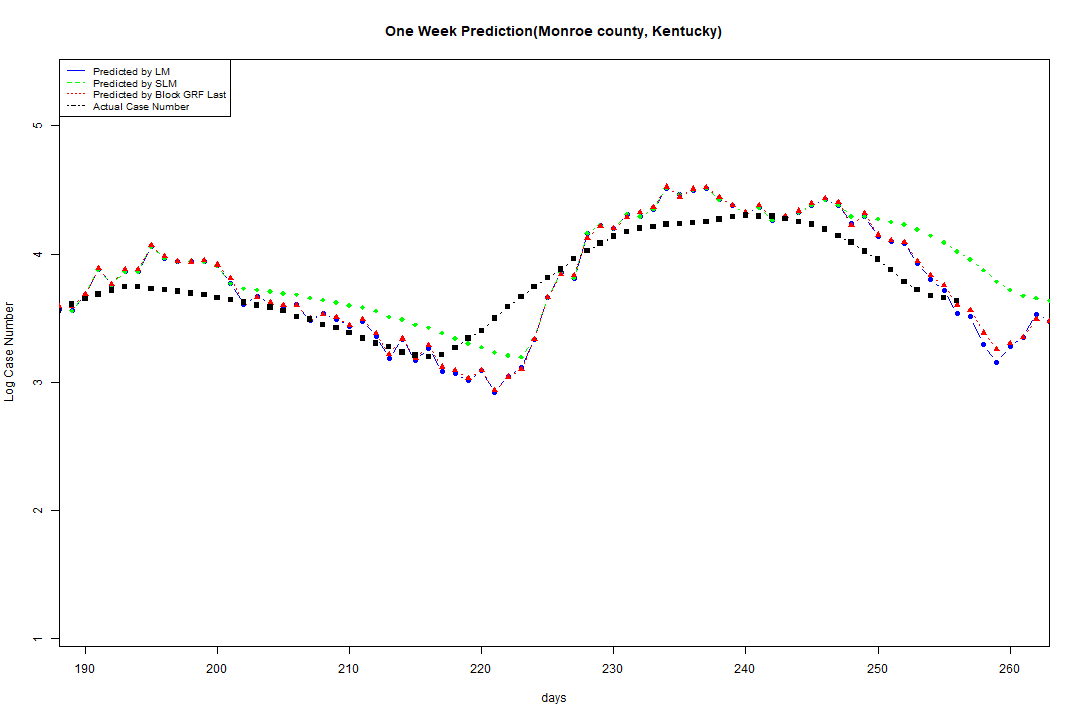 One Week Prediction(Monroe county, Kentucky)
Predicted by LM
Predicted by SLM
Predicted by Block GRF Last
Actual Case Number
5
4
3
2
1
Log Case Number
190 200 210 220 230 240 250 260
days